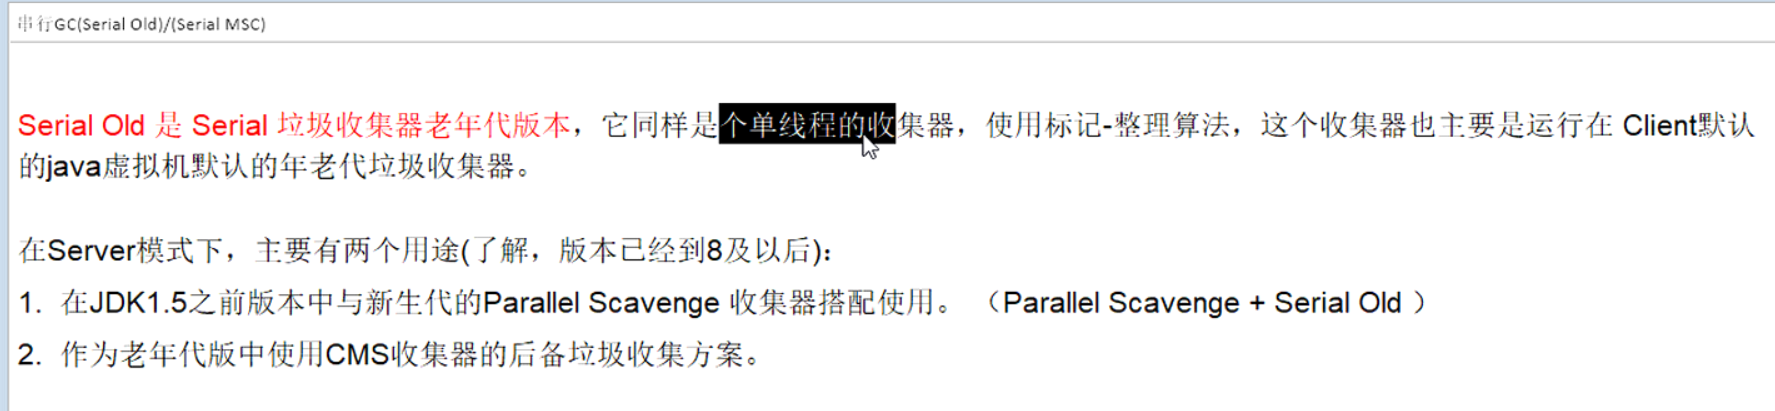 串行GC(Serial Old)/(Serial MSC)
Serial Old 是 Serial 垃圾收集器老年代版本，它同样是个单线程的收集器，使用标记-整理算法，这个收集器也主要是运行在 Client默认
的java虚拟机默认的年老代垃圾收集器。
在Server模式下，主要有两个用途(了解，版本已经到8及以后)：
1. 在JDK1.5之前版本中与新生代的Parallel Scavenge 收集器搭配使用。 （Parallel Scavenge + Serial Old ）
2. 作为老年代版中使用CMS收集器的后备垃圾收集方案。